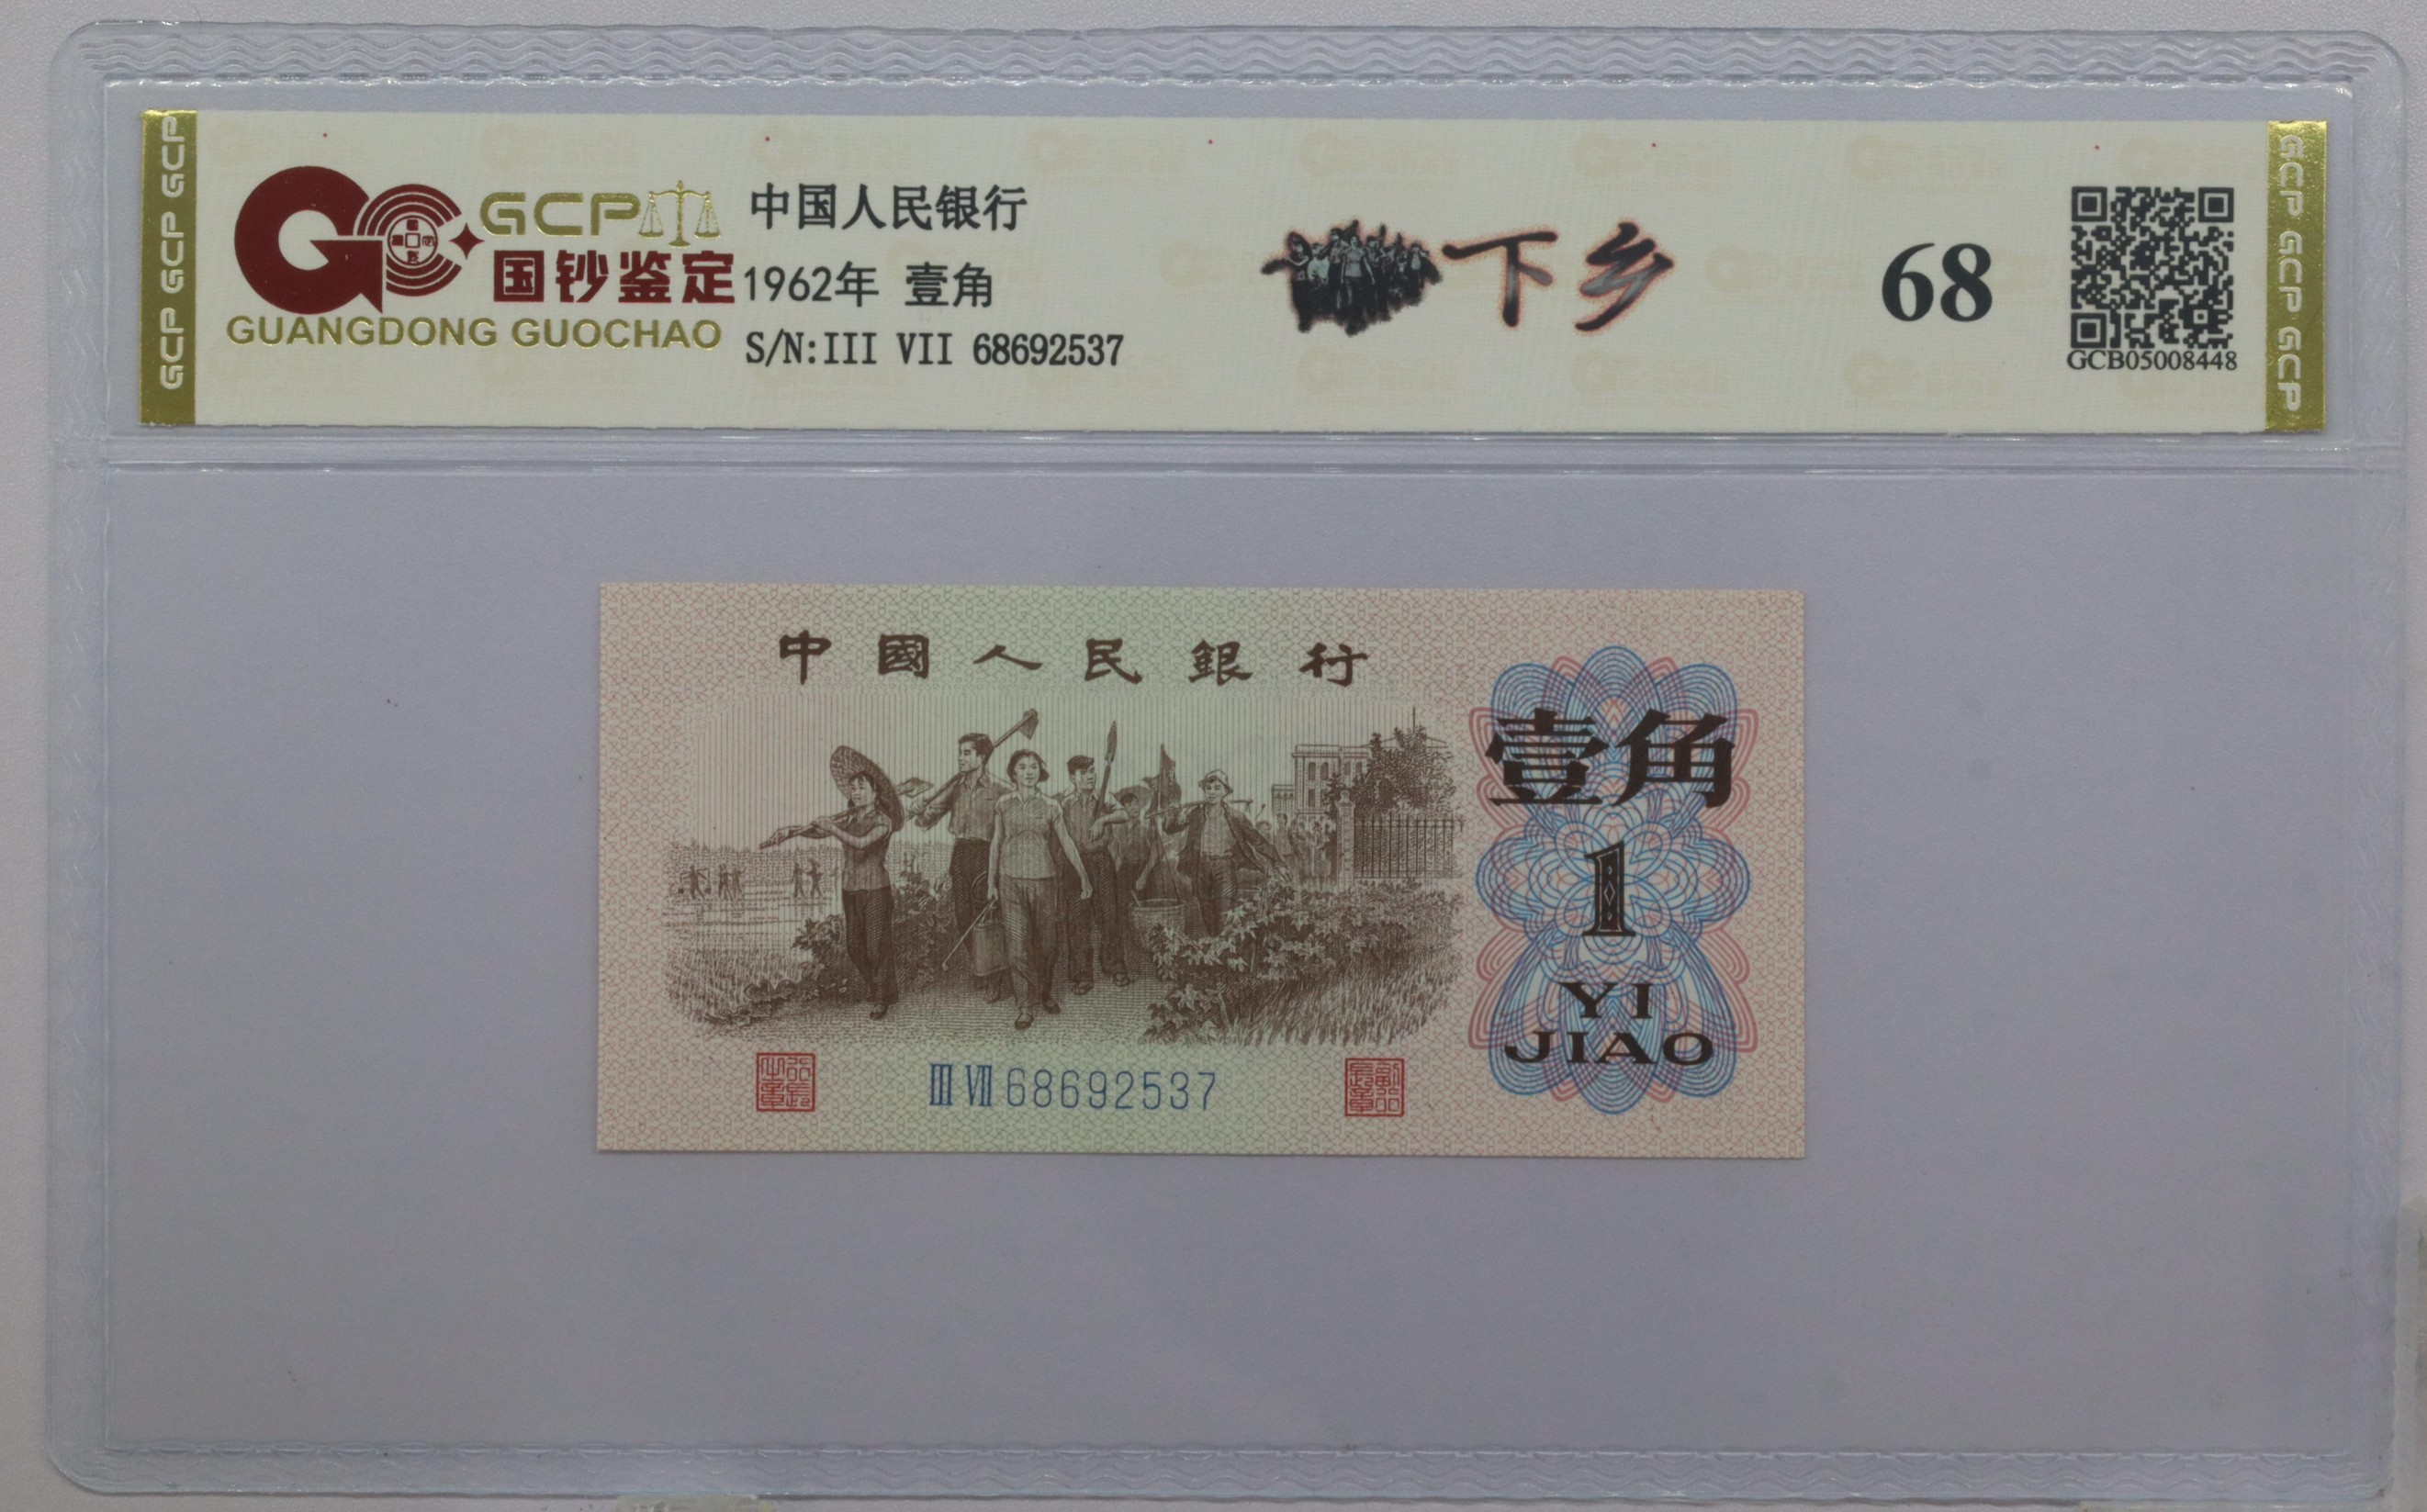 GCP GCP GCP
GCP
国钞鉴定
GUANGDONG GUOCHAO
中国人民银行
1962年 壹角
S/N:III VII 68692537
下乡
68
GCB05008448
GCP GCP GCP
中國人民銀行
壹角
1
YI
JIAO
III VII 68692537